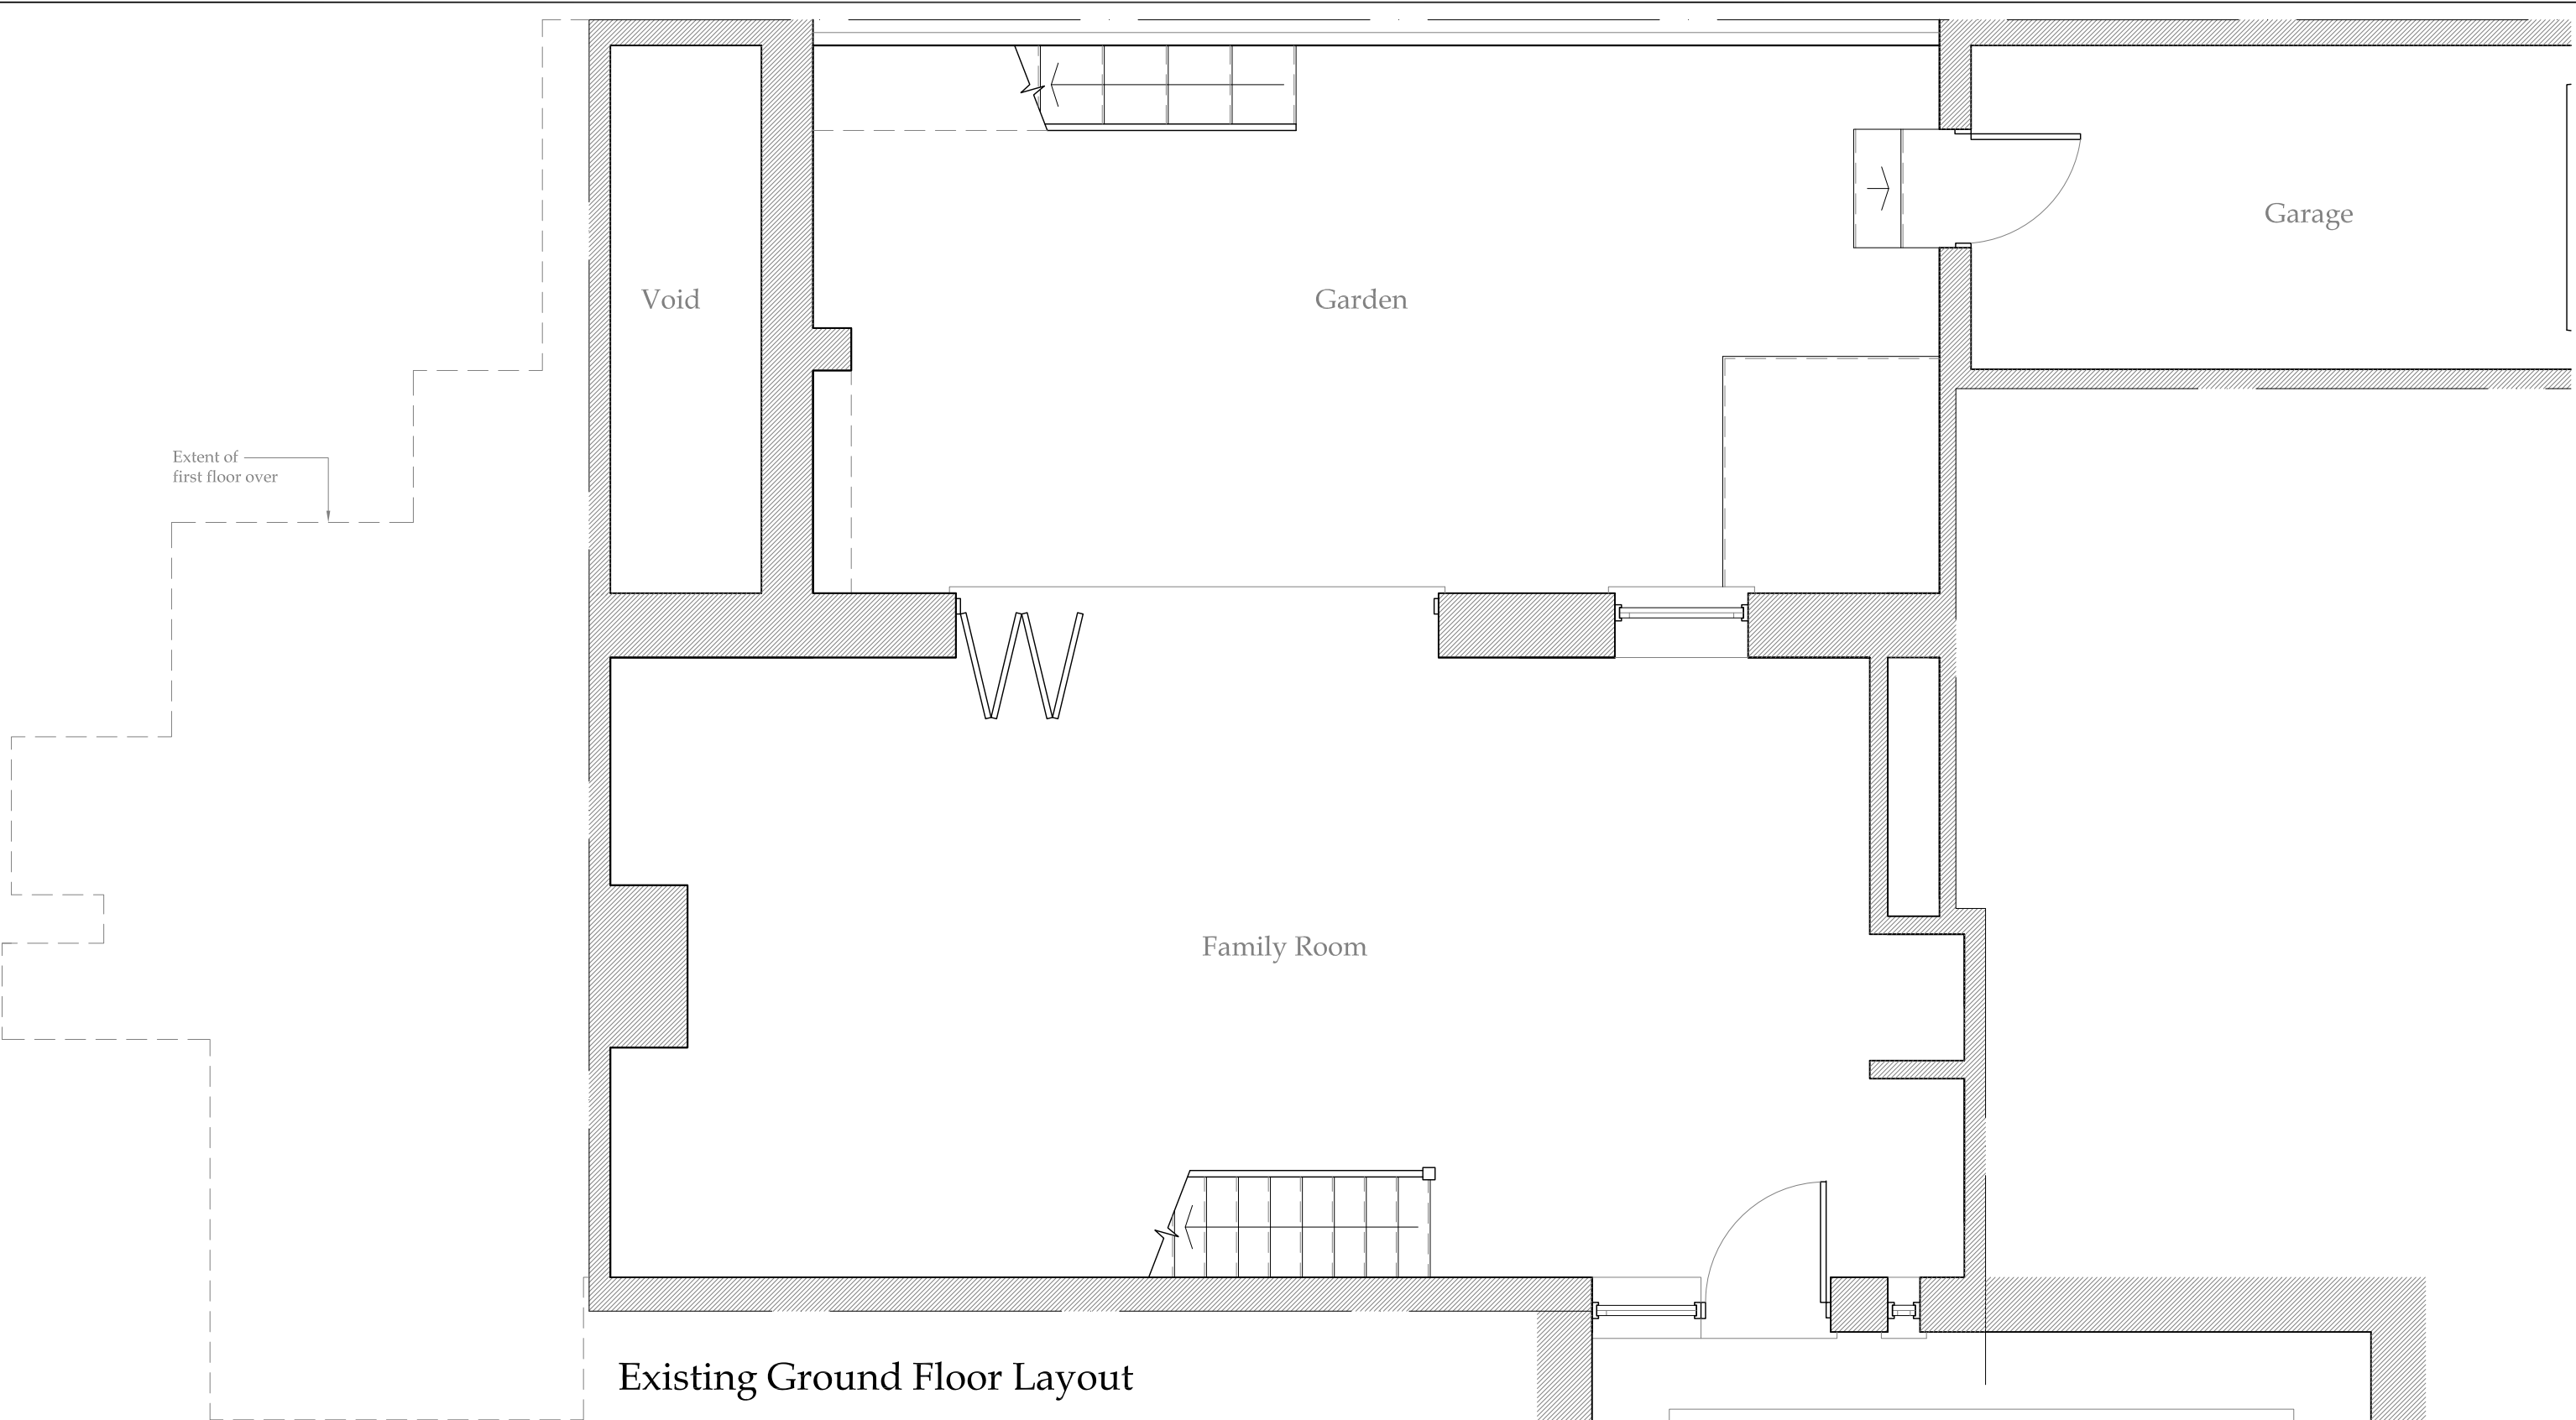 Garage
Void
Garden
Extent of
first floor over
Family Room
Existing Ground Floor Layout